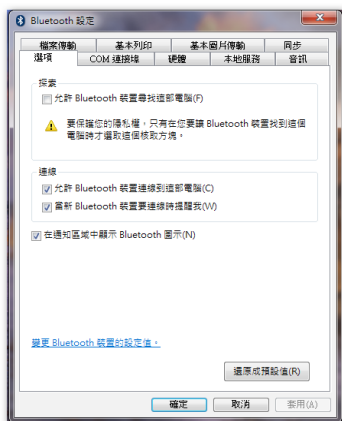 Bluetooth 設定
檔案傳輸 基本列印 基本圖片傳輸 同步
選項 COM 連接埠 硬體 本地服務 音訊
探索
允許 Bluetooth 裝置尋找這部電腦(F)
要保護您的隱私權，只有在您要讓 Bluetooth 裝置找到這個
電腦時才選取這個核取方塊。
連線
允許 Bluetooth 裝置連線到這部電腦(C)
當新 Bluetooth 裝置要連線時提醒我(W)
在通知區域中顯示 Bluetooth 圖示(N)
變更 Bluetooth 裝置的設定值。
還原成預設值(R)
確定 取消 套用(A)